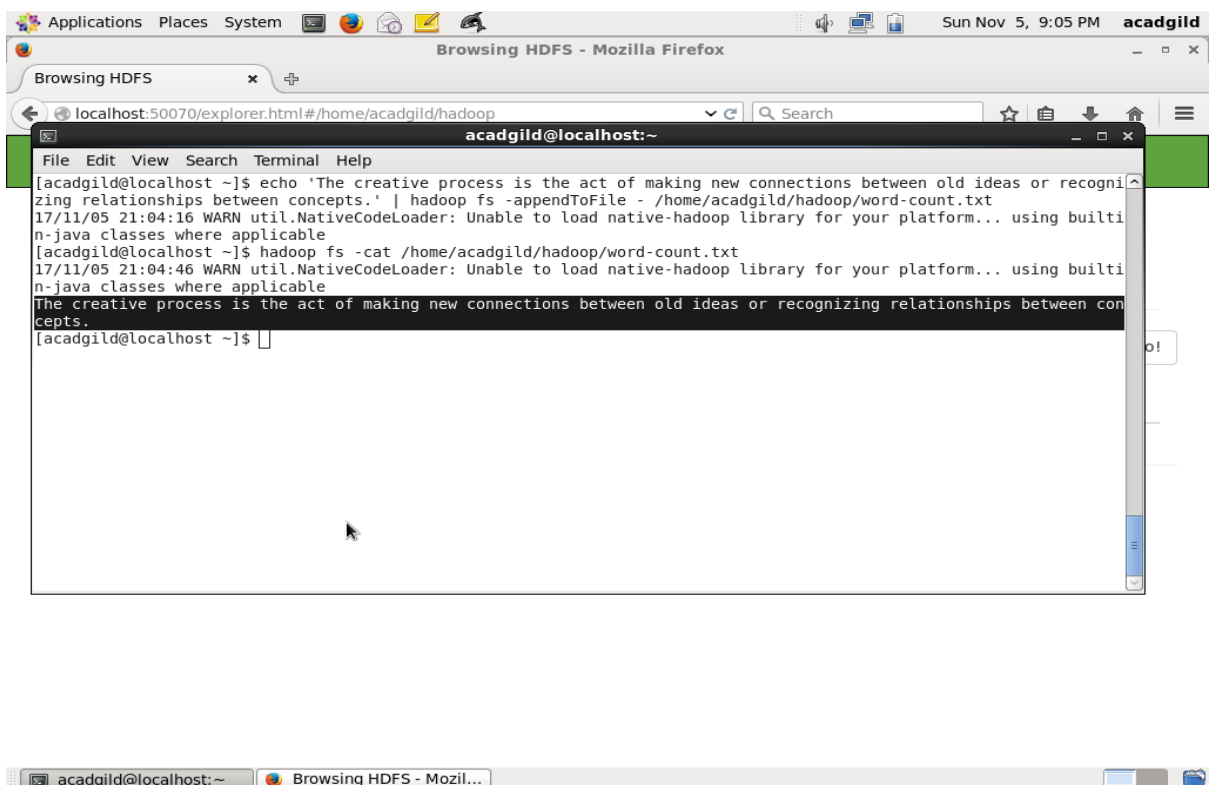 Applications Places System Sun Nov 5, 9:05 PM acadgild
Browsing HDFS - Mozilla Firefox
Browsing HDFS
localhost:50070/explorer.html#/home/acadgild/hadoop Search
acadgild@localhost:~
File Edit View Search Terminal Help
[acadgild@localhost ~]$ echo 'The creative process is the act of making new connections between old ideas or recogni
zing relationships between concepts.' | hadoop fs -appendToFile - /home/acadgild/hadoop/word-count.txt
17/11/05 21:04:16 WARN util.NativeCodeLoader: Unable to load native-hadoop library for your platform... using builti
n-java classes where applicable
[acadgild@localhost ~]$ hadoop fs -cat /home/acadgild/hadoop/word-count.txt
17/11/05 21:04:46 WARN util.NativeCodeLoader: Unable to load native-hadoop library for your platform... using builti
n-java classes where applicable
The creative process is the act of making new connections between old ideas or recognizing relationships between con
cepts.
[acadgild@localhost ~]$
o!
acadgild@localhost:~ Browsing HDFS - Mozil...